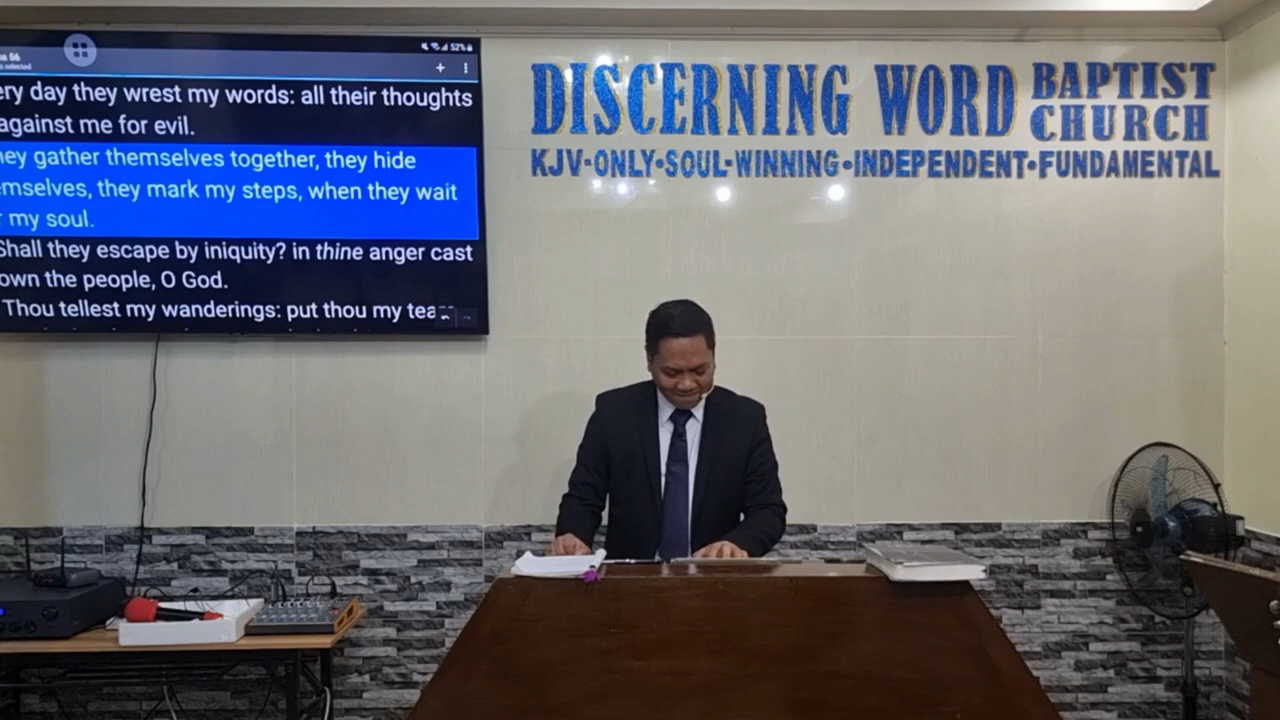 52%
ery day they wrest my words: all their thoughts
against me for evil.
hey gather themselves together, they hide
emselves, they mark my steps, when they wait
my soul.
Shall they escape by iniquity? in thine anger cast
own the people, O God.
Thou tellest my wanderings: put thou my tea
DISCERNING WORD BAPTIST
CHURCH
KJV-ONLY•SOUL-WINNING•INDEPENDENT•FUNDAMENTAL